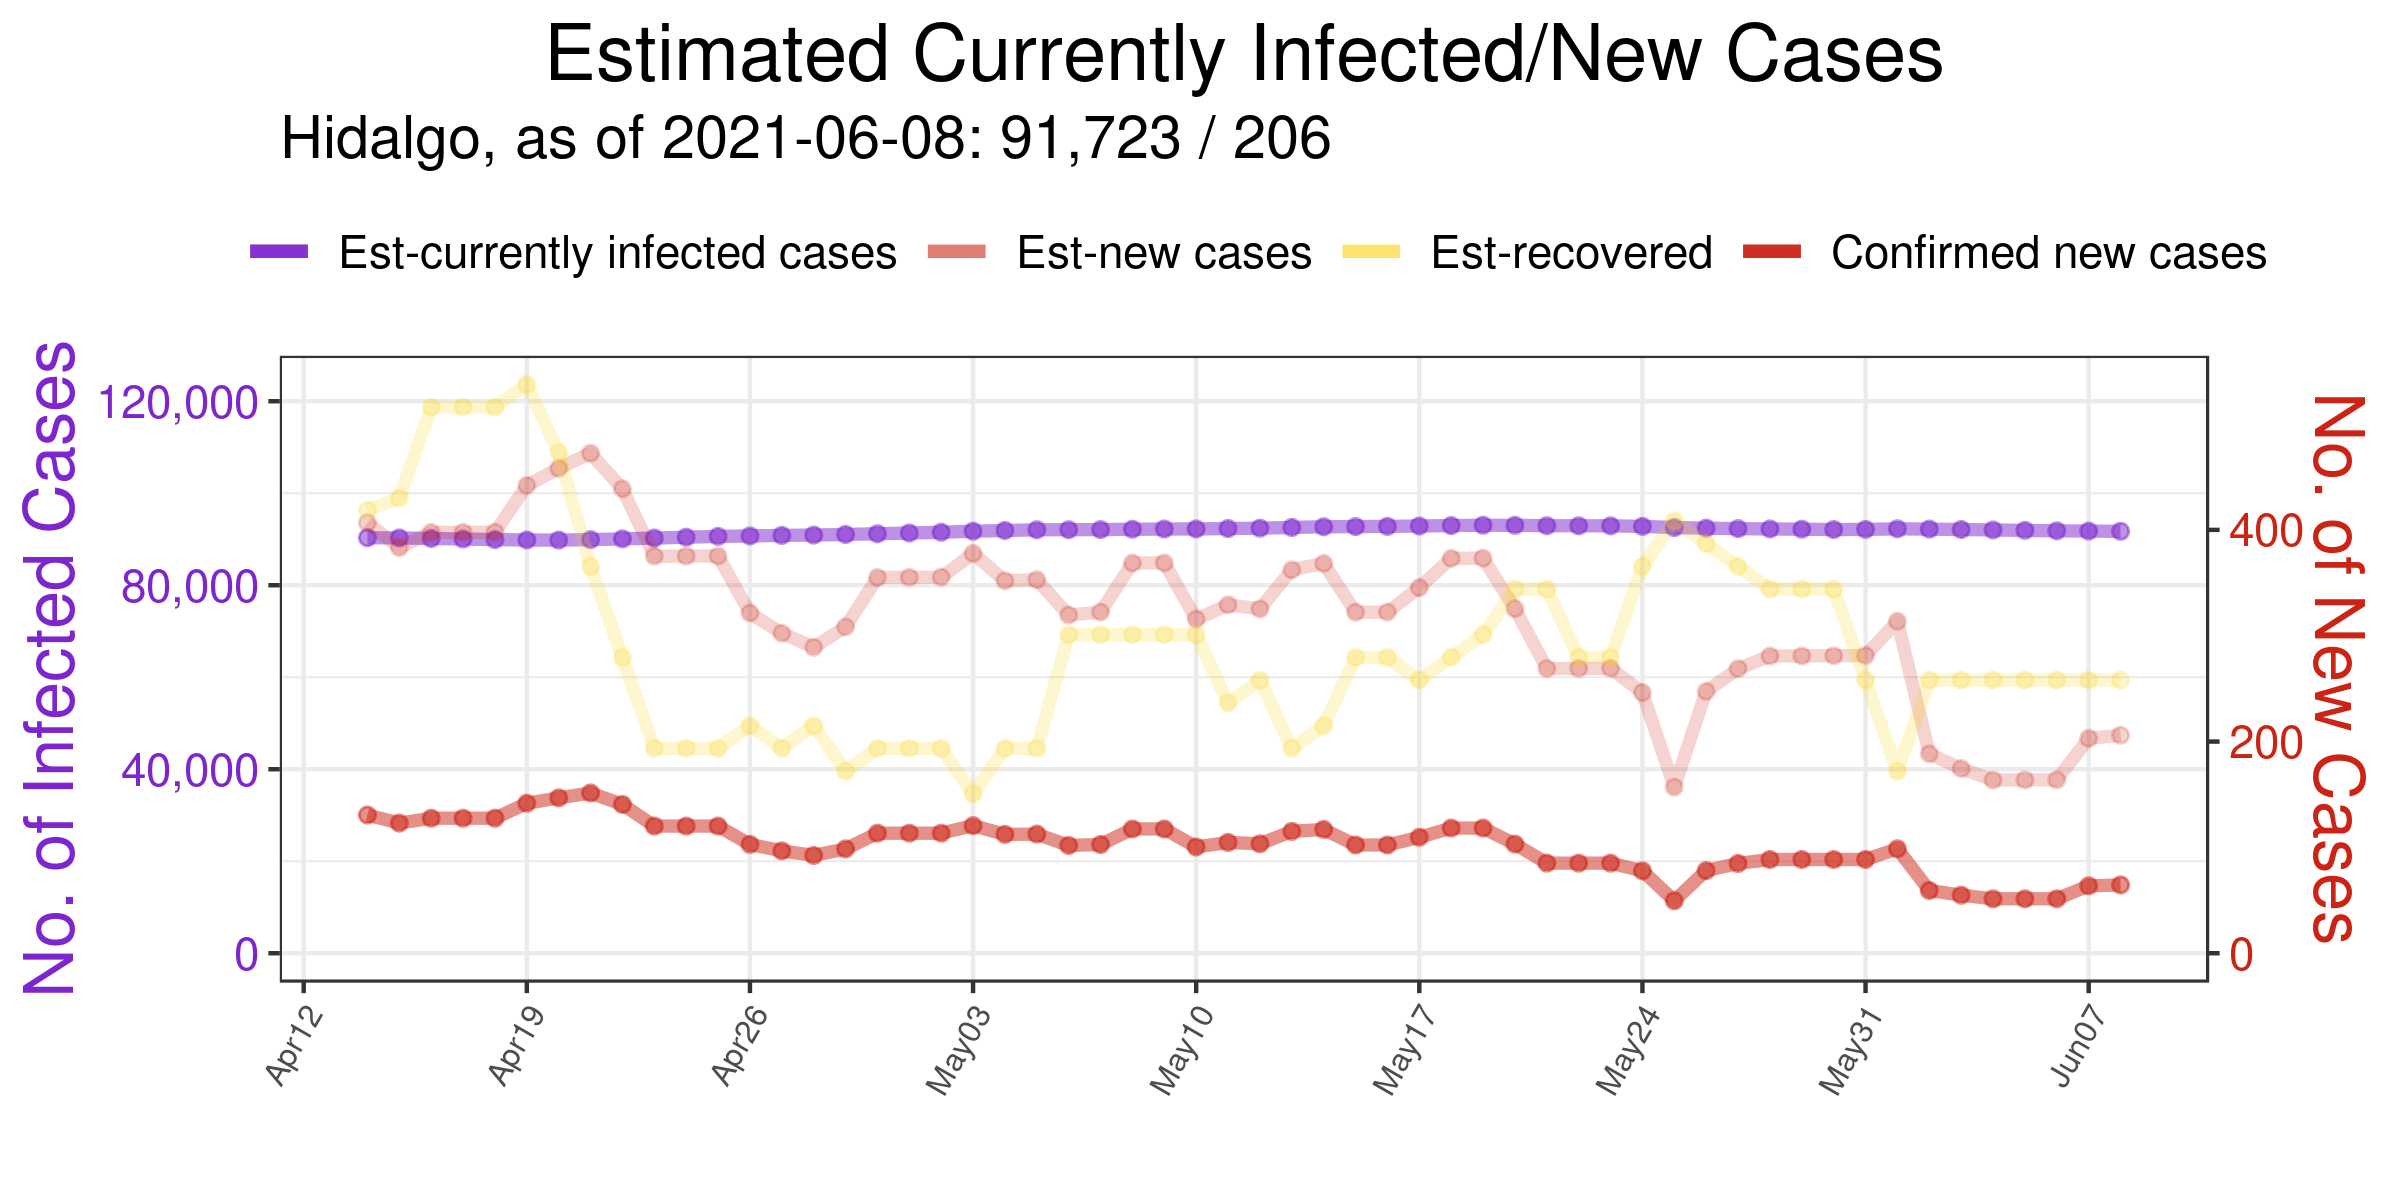 Estimated Currently Infected/New Cases
Hidalgo, as of 2021-06-08: 91,723 / 206
Est-currently infected cases Est-new cases Est-recovered Confirmed new cases
No. of Infected Cases
120,000
80,000
40,000
0
400
200
0
No. of New Cases
Apr12 Apr19 Apr26 May03 May10 May17 May24 May31 Jun07